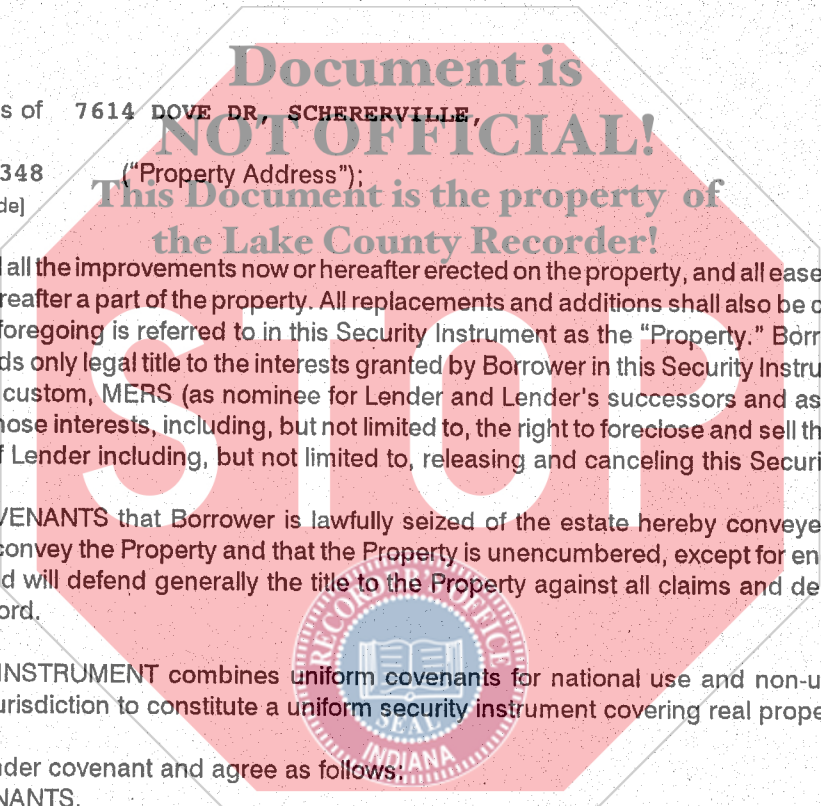 Document is
s of 7614 DOVE DR, SCHERERVILLE,
NOT OFFICIAL!
348 ("Property Address");
This Document is the property of
de]
the Lake County Recorder!
all the improvements now or hereafter erected on the property, and all ease
reafter a part of the property. All replacements and additions shall also be c
foregoing is referred to in this Security Instrument as the "Property." Borr
ds only legal title to the interests granted by Borrower in this Security Instru
custom, MERS (as nominee for Lender and Lender's successors and as
hose interests, including, but not limited to, the right to foreclose and sell th
f Lender including, but not limited to, releasing and canceling this Securi
STOP
VENANTS that Borrower is lawfully seized of the estate hereby conveye
convey the Property and that the Property is unencumbered, except for en
d will defend generally the title to the Property against all claims and de
ord.
RECORDER'S OFFICE
INSTRUMENT combines uniform covenants for national use and non-u
urisdiction to constitute a uniform security instrument covering real prope
SEAL
INDIANA
der covenant and agree as follows:
NANTS.